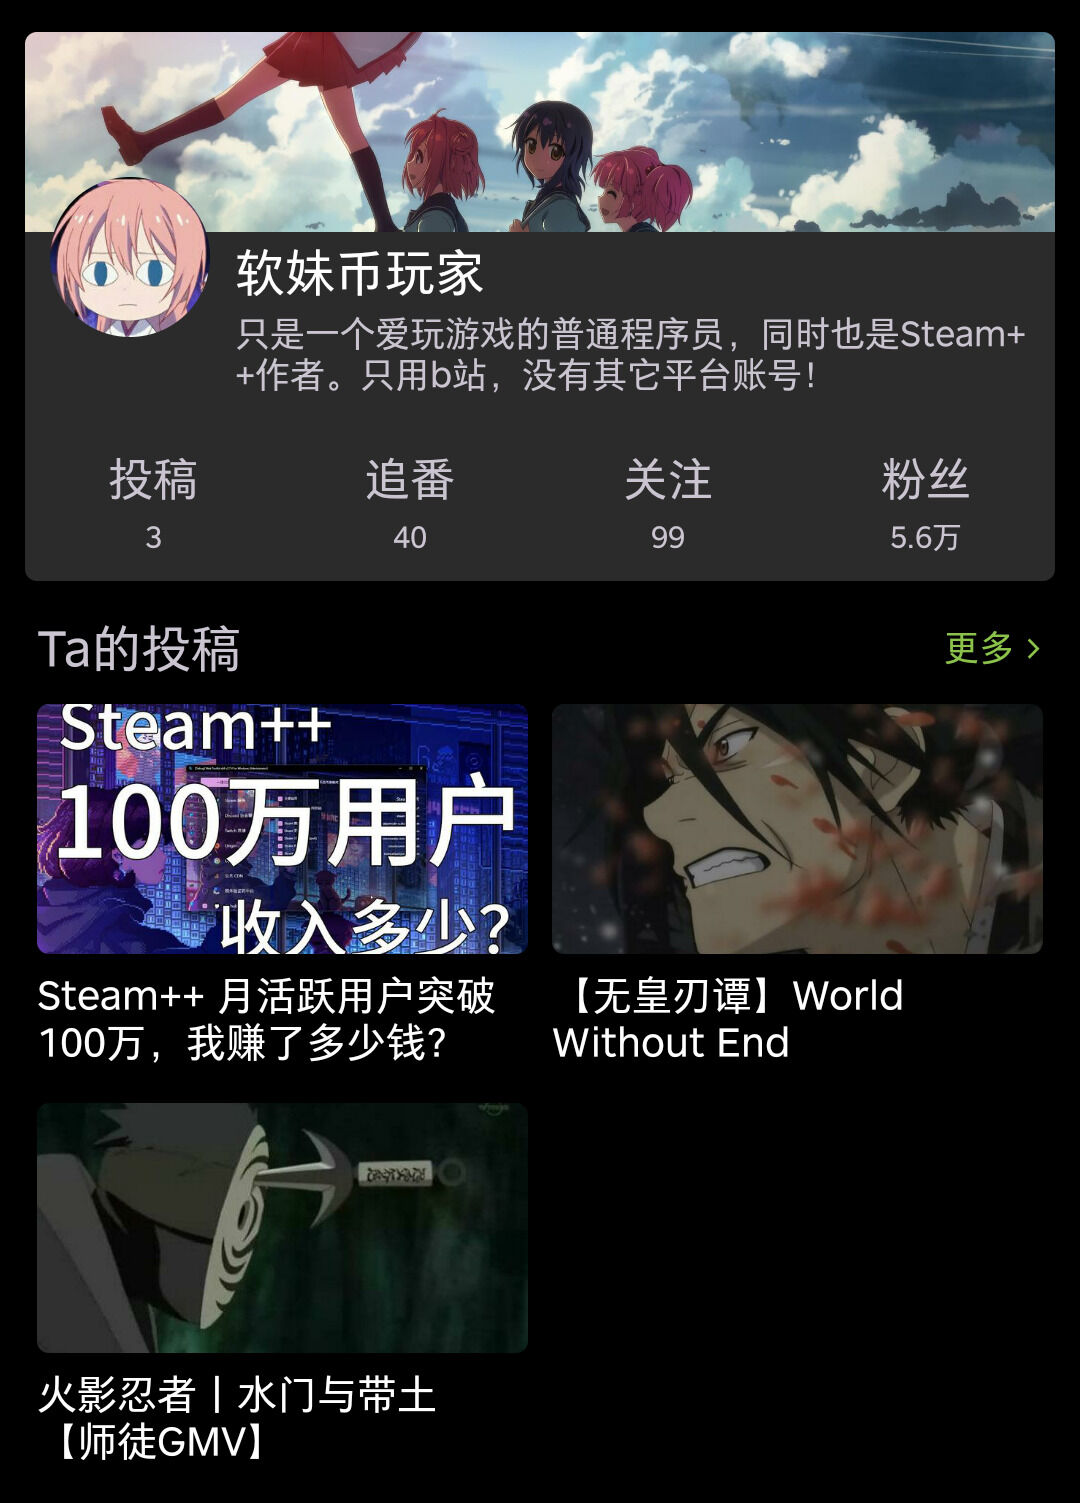 软妹币玩家
只是一个爱玩游戏的普通程序员，同时也是Steam+
+作者。只用b站，没有其它平台账号！
投稿 追番 关注 粉丝
3 40 99 5.6万
Ta的投稿 更多 >
Steam++
100万用户
收入多少？
Steam++ 月活跃用户突破
100万，我赚了多少钱？
【无皇刃谭】World
Without End
火影忍者丨水门与带土
【师徒GMV】